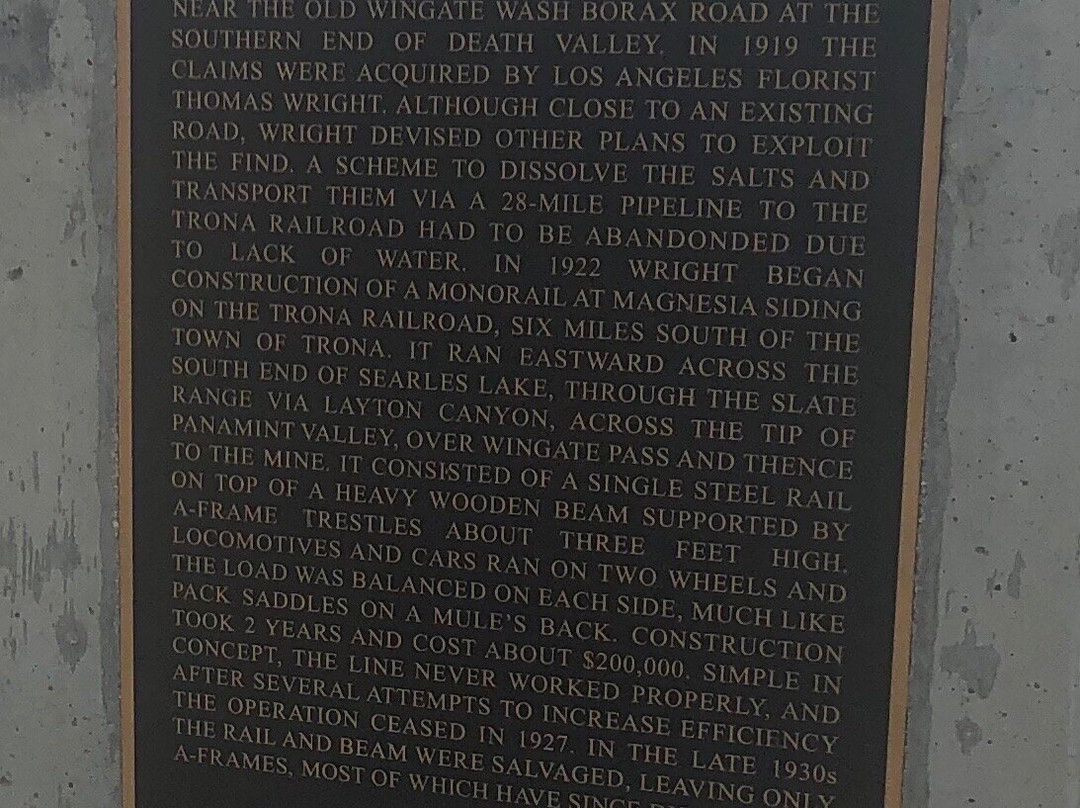 NEAR THE OLD WINGATE WASH BORAX ROAD AT THE
SOUTHERN END OF DEATH VALLEY. IN 1919 THE
CLAIMS WERE ACQUIRED BY LOS ANGELES FLORIST
THOMAS WRIGHT. ALTHOUGH CLOSE TO AN EXISTING
ROAD, WRIGHT DEVISED OTHER PLANS TO EXPLOIT
THE FIND. A SCHEME TO DISSOLVE THE SALTS AND
TRANSPORT THEM VIA A 28-MILE PIPELINE TO THE
TRONA RAILROAD HAD TO BE ABANDONDED DUE
TO LACK OF WATER. IN 1922 WRIGHT BEGAN
CONSTRUCTION OF A MONORAIL AT MAGNESIA SIDING
ON THE TRONA RAILROAD, SIX MILES SOUTH OF THE
TOWN OF TRONA. IT RAN EASTWARD ACROSS THE
SOUTH END OF SEARLES LAKE, THROUGH THE SLATE
RANGE VIA LAYTON CANYON, ACROSS THE TIP OF
PANAMINT VALLEY, OVER WINGATE PASS AND THENCE
TO THE MINE. IT CONSISTED OF A SINGLE STEEL RAIL
ON TOP OF A HEAVY WOODEN BEAM SUPPORTED BY
A-FRAME TRESTLES ABOUT THREE FEET HIGH.
LOCOMOTIVES AND CARS RAN ON TWO WHEELS AND
THE LOAD WAS BALANCED ON EACH SIDE, MUCH LIKE
PACK SADDLES ON A MULE'S BACK. CONSTRUCTION
TOOK 2 YEARS AND COST ABOUT $200,000. SIMPLE IN
CONCEPT, THE LINE NEVER WORKED PROPERLY, AND
AFTER SEVERAL ATTEMPTS TO INCREASE EFFICIENCY
THE OPERATION CEASED IN 1927. IN THE LATE 1930s
THE RAIL AND BEAM WERE SALVAGED, LEAVING ONLY
A-FRAMES, MOST OF WHICH HAVE SINCE